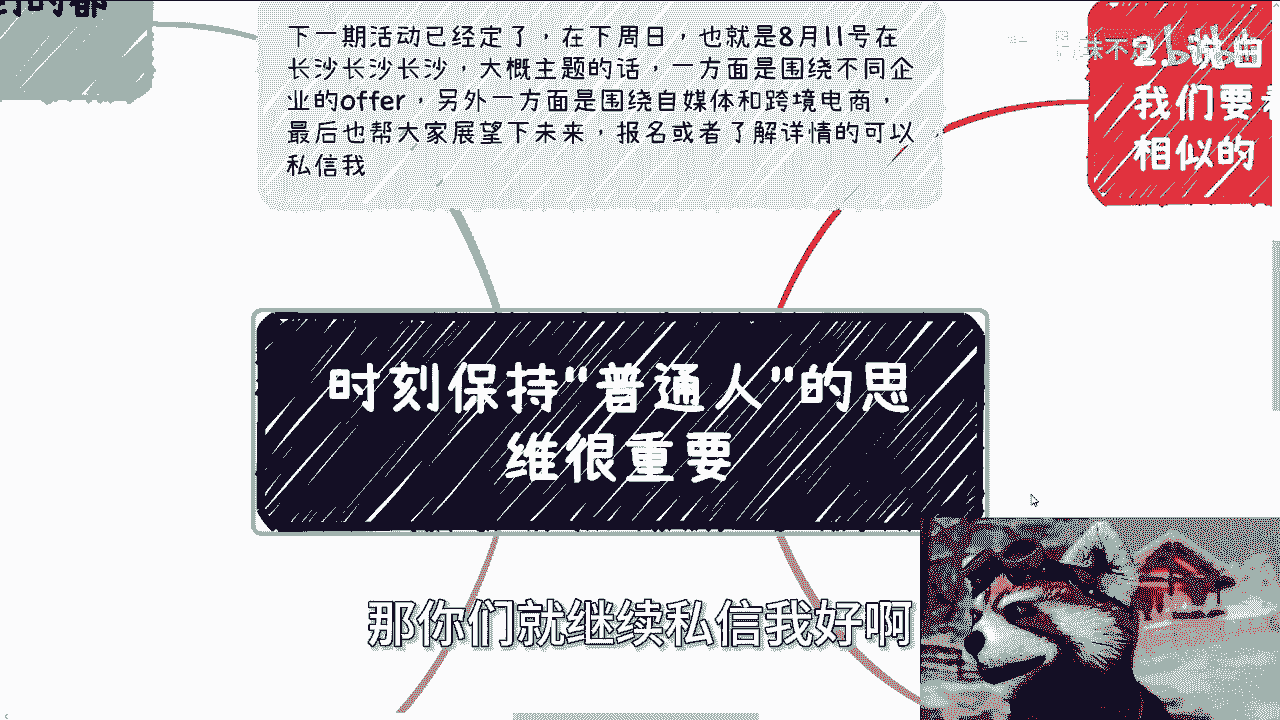 下一期活动已经定了，在下周日，也就是8月11号在
长沙长沙长沙，大概主题的话，一方面是围绕不同企
业的offer，另外一方面是围绕自媒体和跨境电商，
最后也帮大家展望下未来，报名或者了解详情的可以
私信我
2.说由
我们要
相似的
时刻保持“普通人”的思
维很重要
那你们就继续私信我好啊